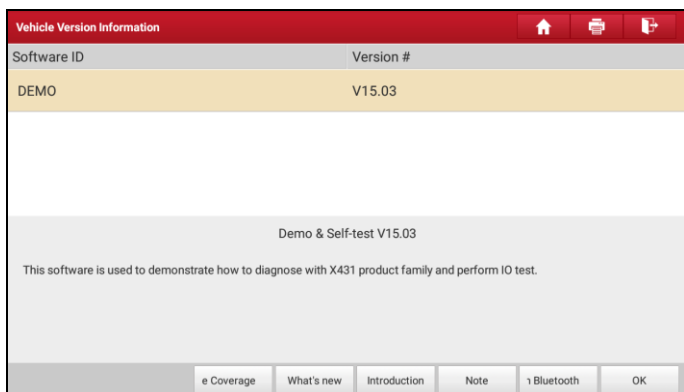 Vehicle Version Information
Software ID Version #
DEMO V15.03
Demo & Self-test V15.03
This software is used to demonstrate how to diagnose with X431 product family and perform IO test.
e Coverage What's new Introduction Note Bluetooth OK